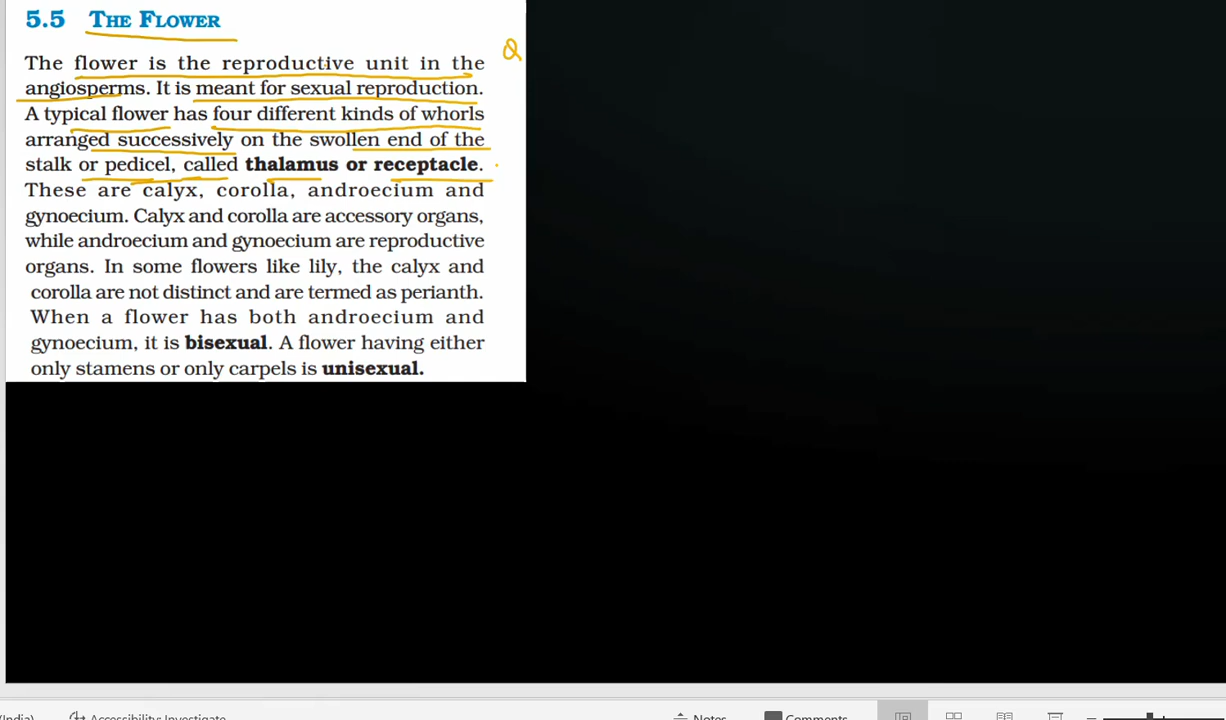 5.5 THE FLOWER
The flower is the reproductive unit in the
angiosperms. It is meant for sexual reproduction.
A typical flower has four different kinds of whorls
arranged successively on the swollen end of the
stalk or pedicel, called thalamus or receptacle.
These are calyx, corolla, androecium and
gynoecium. Calyx and corolla are accessory organs,
while androecium and gynoecium are reproductive
organs. In some flowers like lily, the calyx and
corolla are not distinct and are termed as perianth.
When a flower has both androecium and
gynoecium, it is bisexual. A flower having either
only stamens or only carpels is unisexual.
(India) Accessibility: Investigate Notes Comments